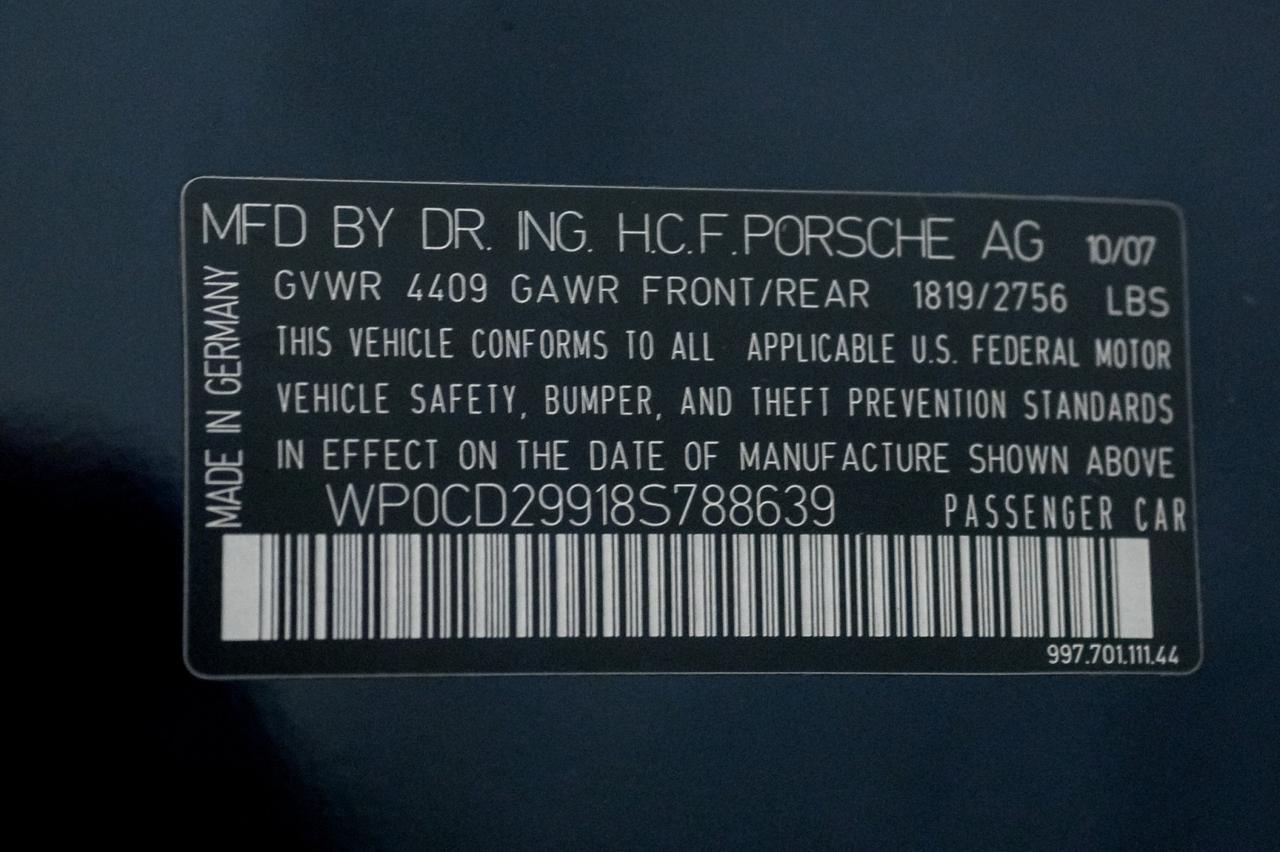 MFD BY DR. ING. H.C.F. PORSCHE AG 10/07
GVWR 4409 GAWR FRONT/REAR 1819/2756 LBS
THIS VEHICLE CONFORMS TO ALL APPLICABLE U.S. FEDERAL MOTOR
VEHICLE SAFETY, BUMPER, AND THEFT PREVENTION STANDARDS
IN EFFECT ON THE DATE OF MANUFACTURE SHOWN ABOVE
WP0CD29918S788639 PASSENGER CAR
MADE IN GERMANY
997.701.111.44